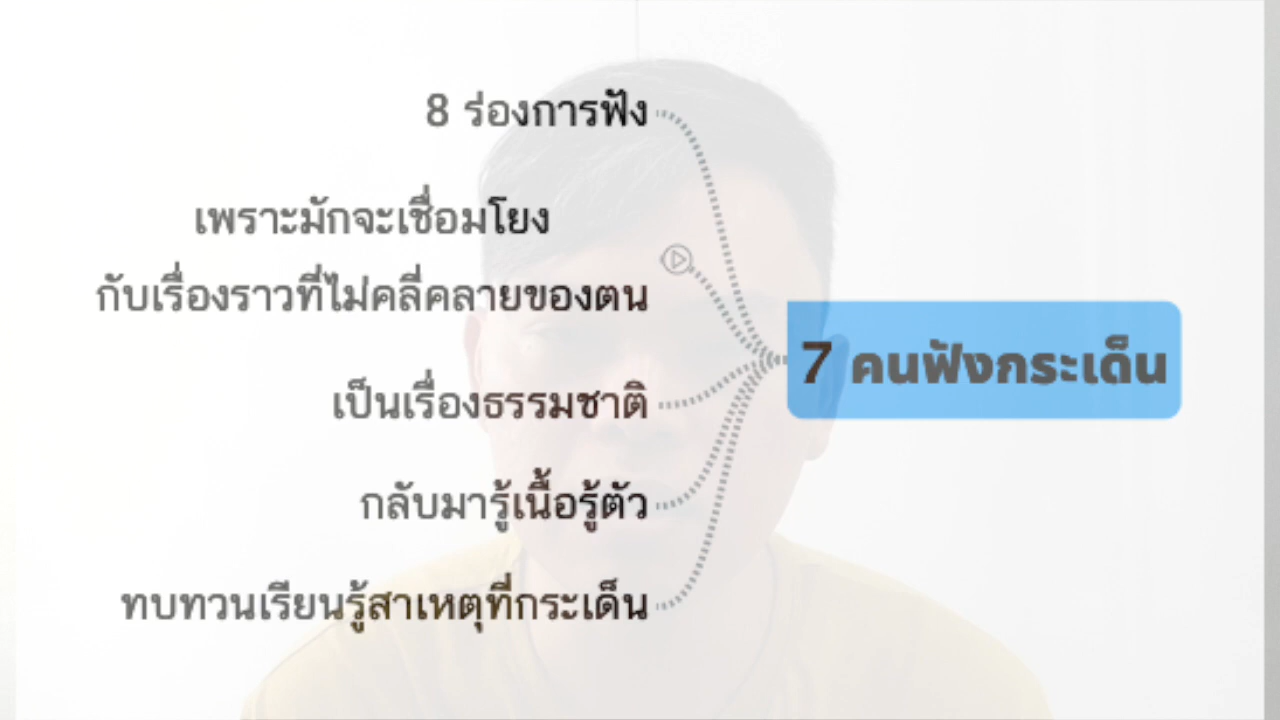 8 ร่องการฟัง
เพราะมักจะเชื่อมโยง
กับเรื่องราวที่ไม่คลี่คลายของตน
เป็นเรื่องธรรมชาติ
กลับมารู้เนื้อรู้ตัว
ทบทวนเรียนรู้สาเหตุที่กระเด็น
7 คนฟังกระเด็น